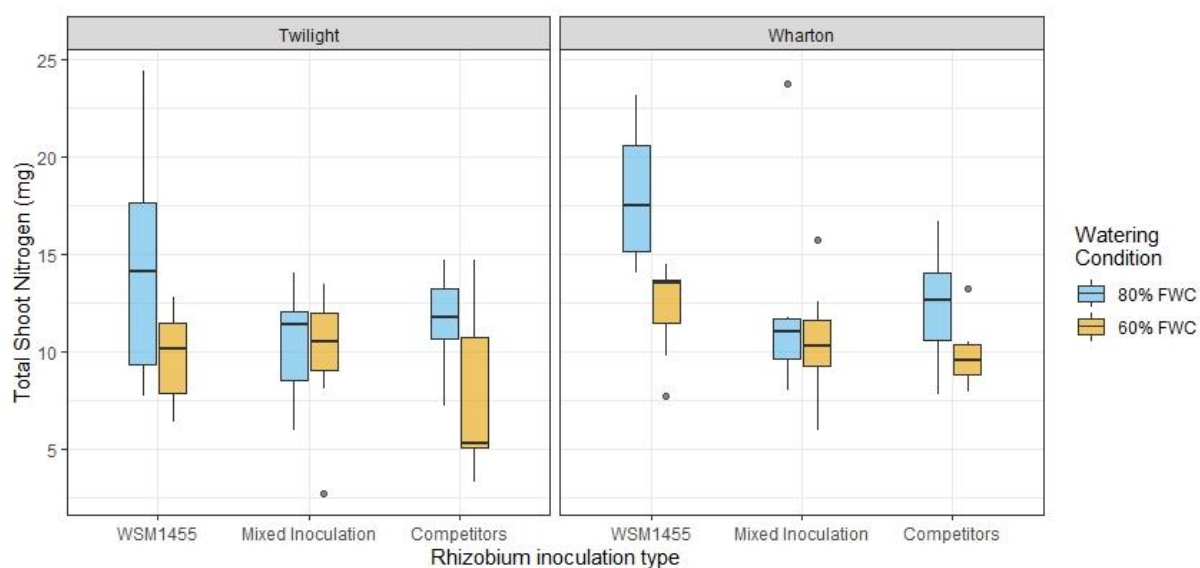 Twilight
Wharton
Total Shoot Nitrogen (mg)
25
20
15
10
5
WSM1455
Mixed Inoculation
Competitors
WSM1455
Mixed Inoculation
Competitors
Rhizobium inoculation type
Watering
Condition
80% FWC
60% FWC